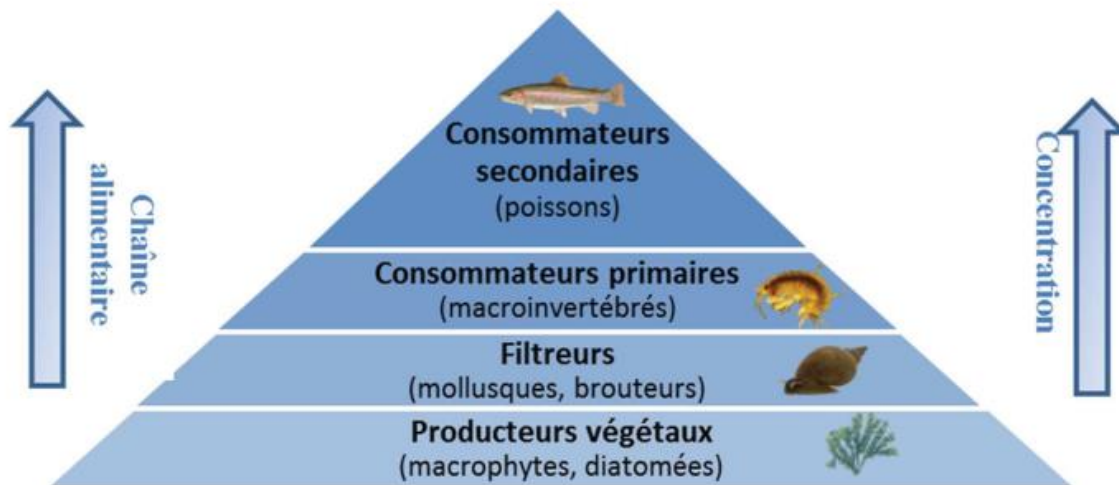 Consommateurs
secondaires
(poissons)
Consommateurs primaires
(macroinvertébrés)
Filtreurs
(mollusques, brouteurs)
Producteurs végétaux
(macrophytes, diatomées)
Chaîne
alimentaire
Concentration